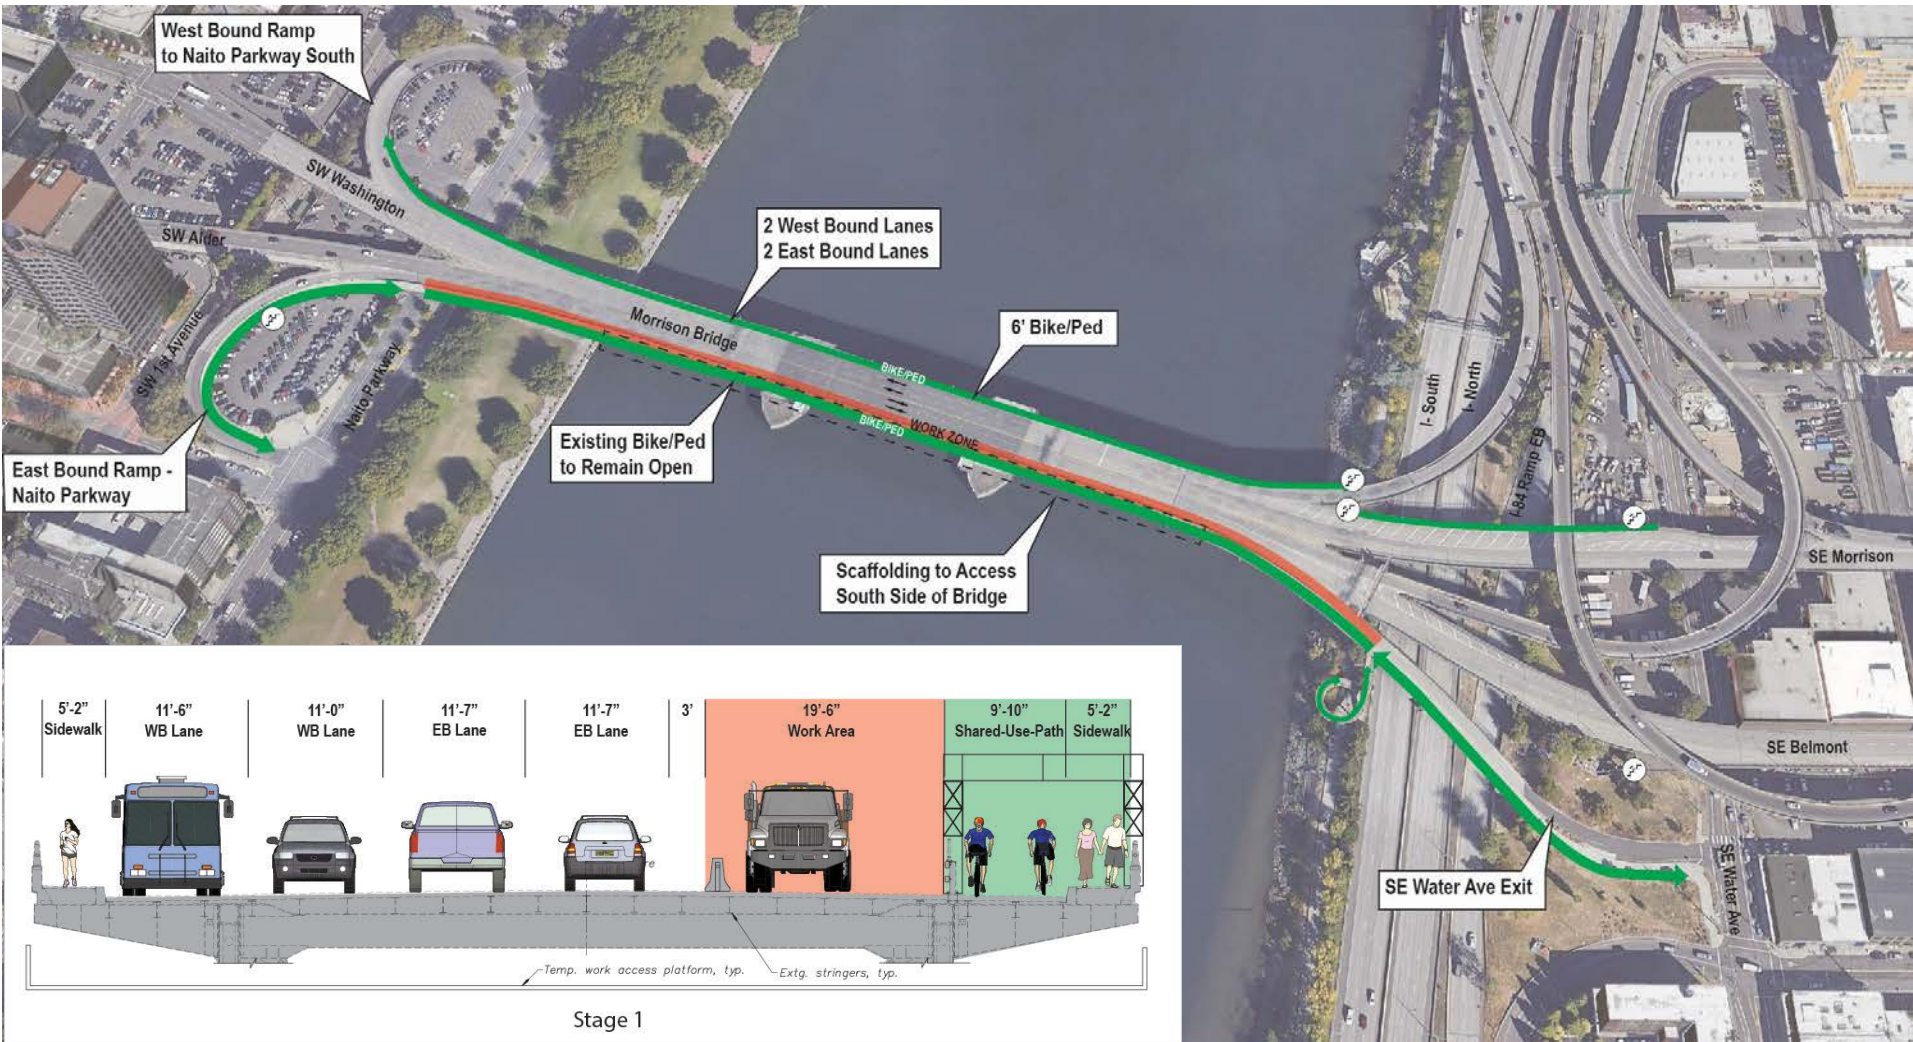 West Bound Ramp
to Naito Parkway South
SW Washington
SW Alder
2 West Bound Lanes
2 East Bound Lanes
6' Bike/Ped
Morrison Bridge
BIKE/PED
BIKE/PED
WORK ZONE
SW 1st Avenue
Naito Parkway
I- South
I- North
I-84 Ramp EB
Existing Bike/Ped
to Remain Open
East Bound Ramp -
Naito Parkway
Scaffolding to Access
South Side of Bridge
SE Morrison
SE Belmont
SE Water Ave Exit
SE Water Ave
5'-2”
Sidewalk
11'-6”
WB Lane
11'-0”
WB Lane
11'-7”
EB Lane
11'-7”
EB Lane
3'
19'-6”
Work Area
9'-10”
Shared-Use-Path
5'-2”
Sidewalk
Temp. work access platform, typ.
Extg. stringers, typ.
Stage 1